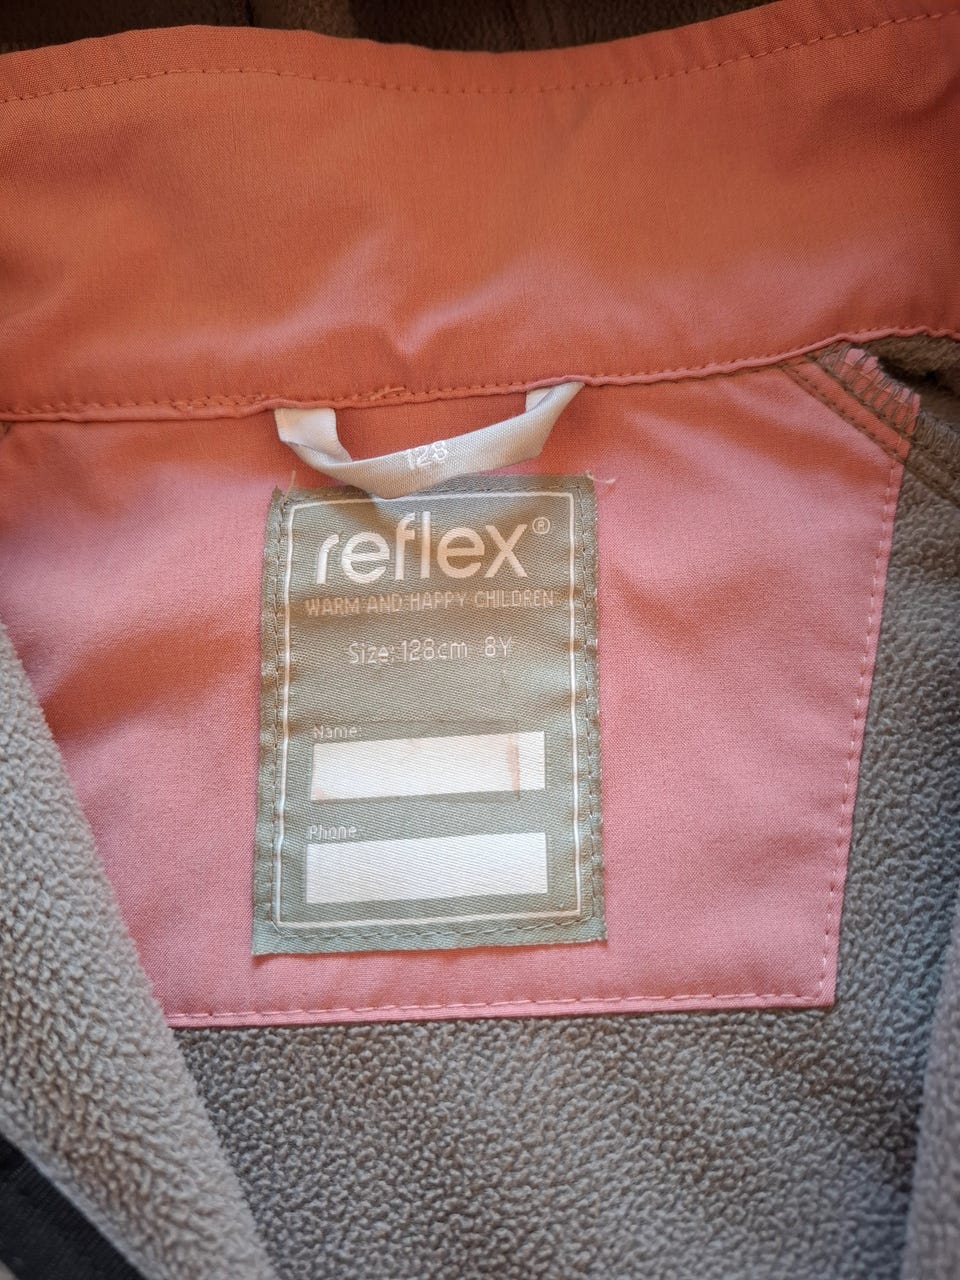 128
reflex®
WARM AND HAPPY CHILDREN
Size: 128cm 8Y
Name:
Phone: